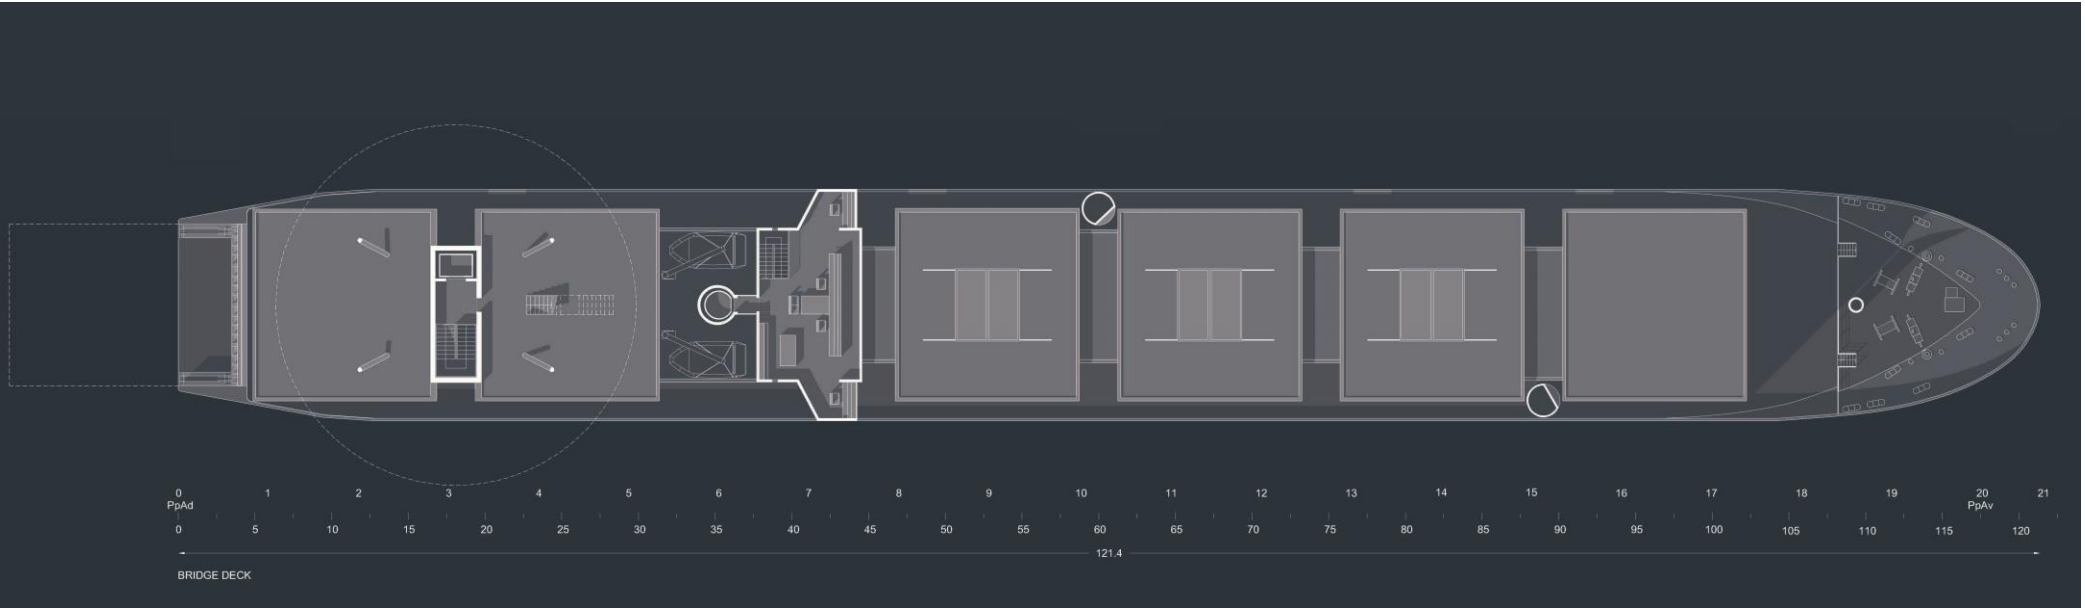 0 1 2 3 4 5 6 7 8 9 10 11 12 13 14 15 16 17 18 19 20 21
PpAd PpAv
0 5 10 15 20 25 30 35 40 45 50 55 60 65 70 75 80 85 90 95 100 105 110 115 120
121.4
BRIDGE DECK